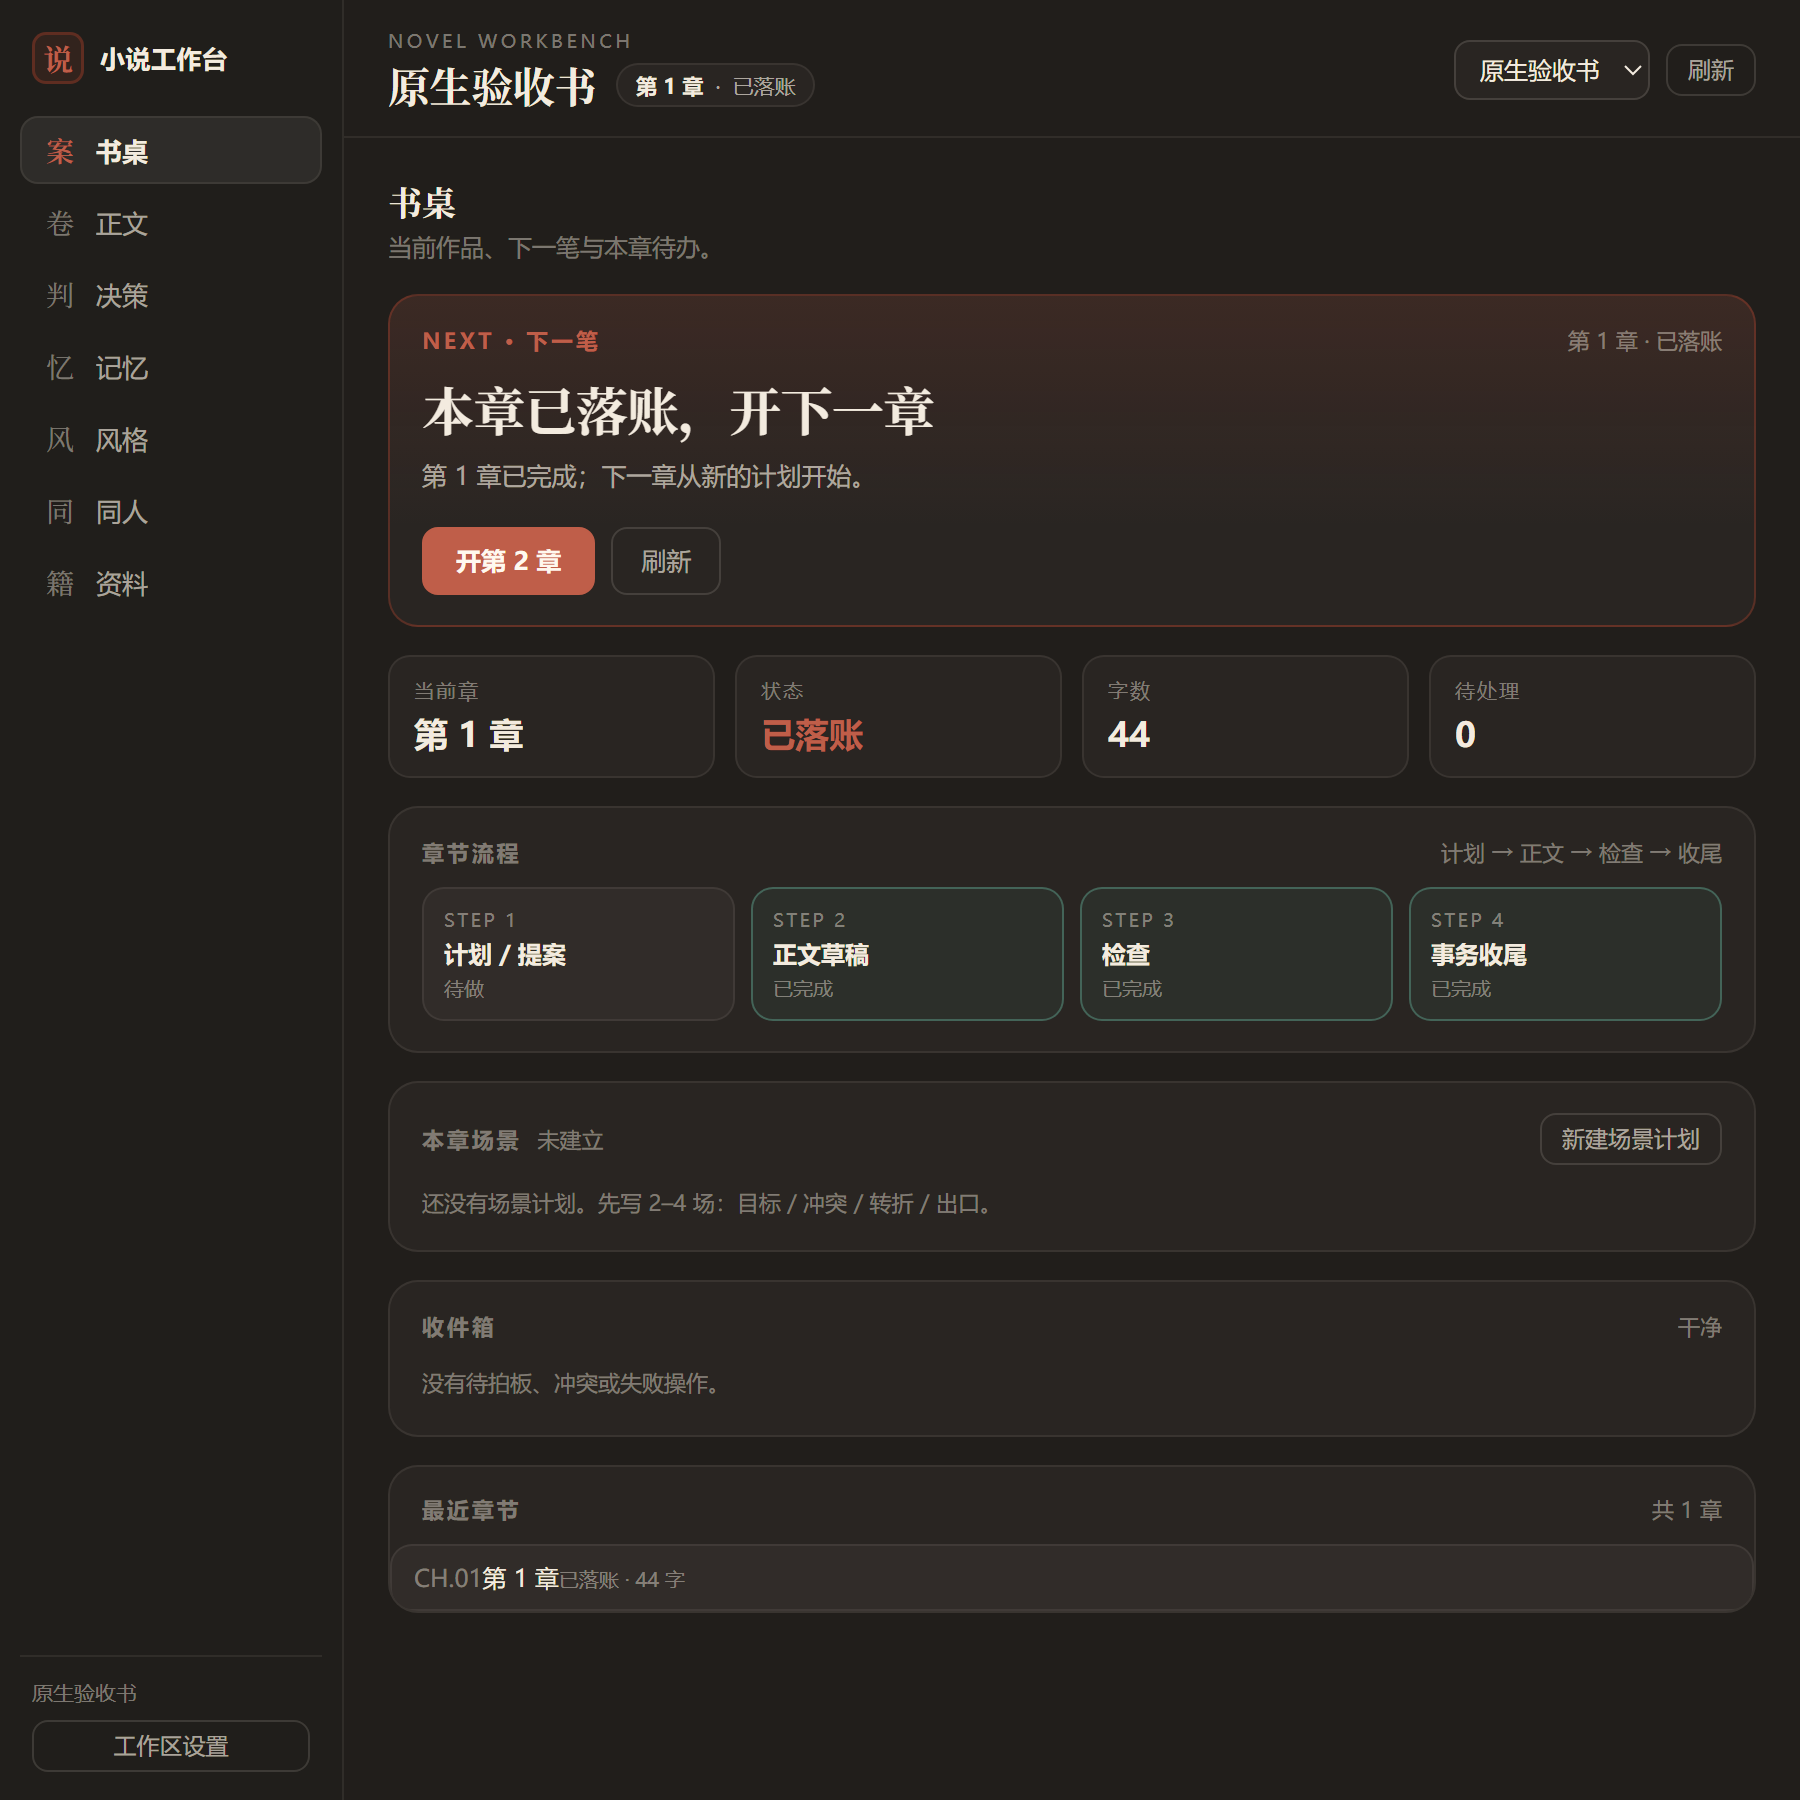 说 小说工作台
案 书桌
卷 正文
判 决策
忆 记忆
风 风格
同 同人
籍 资料
原生验收书
工作区设置
NOVEL WORKBENCH
原生验收书 第 1 章 · 已落账
原生验收书 刷新
书桌
当前作品、下一笔与本章待办。
NEXT • 下一笔 第 1 章 · 已落账
本章已落账，开下一章
第 1 章已完成；下一章从新的计划开始。
开第 2 章 刷新
当前章
第 1 章
状态
已落账
字数
44
待处理
0
章节流程 计划 → 正文 → 检查 → 收尾
STEP 1
计划 / 提案
待做
STEP 2
正文草稿
已完成
STEP 3
检查
已完成
STEP 4
事务收尾
已完成
本章场景 未建立 新建场景计划
还没有场景计划。先写 2–4 场：目标 / 冲突 / 转折 / 出口。
收件箱 干净
没有待拍板、冲突或失败操作。
最近章节 共 1 章
CH.01第 1 章已落账 · 44 字